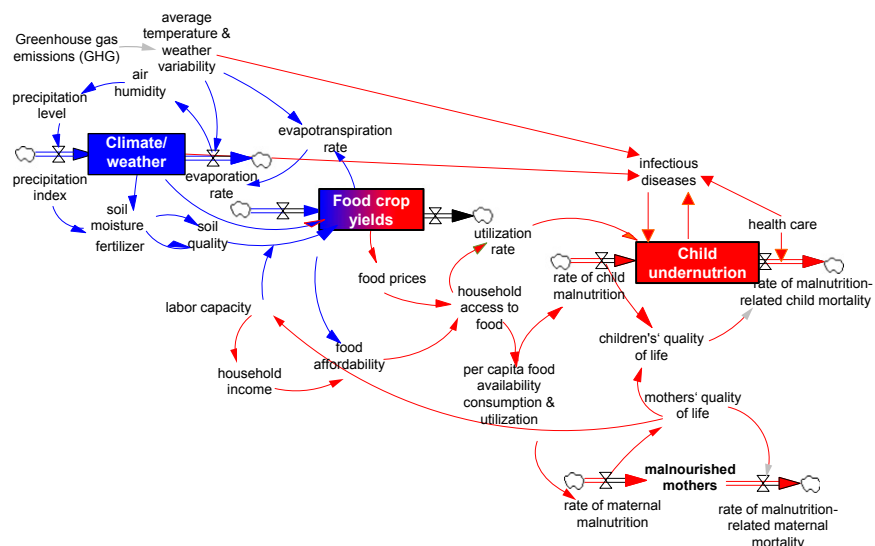 average
temperature &
weather
variability
Greenhouse gas
emissions (GHG)
air
humidity
precipitation
level
Climate/
weather
evapotranspiration
rate
infectious
diseases
precipitation
index
evaporation
rate
Food crop
yields
soil
moisture
fertilizer
soil
quality
utilization
rate
health care
Child
undernutrion
food prices
rate of child
malnutrition
rate of malnutrition-
related child mortality
labor capacity
household
access to
food
children's' quality
of life
food
affordability
household
income
per capita food
availability
consumption &
utilization
mothers' quality
of life
malnourished
mothers
rate of maternal
malnutrition
rate of malnutrition-
related maternal
mortality